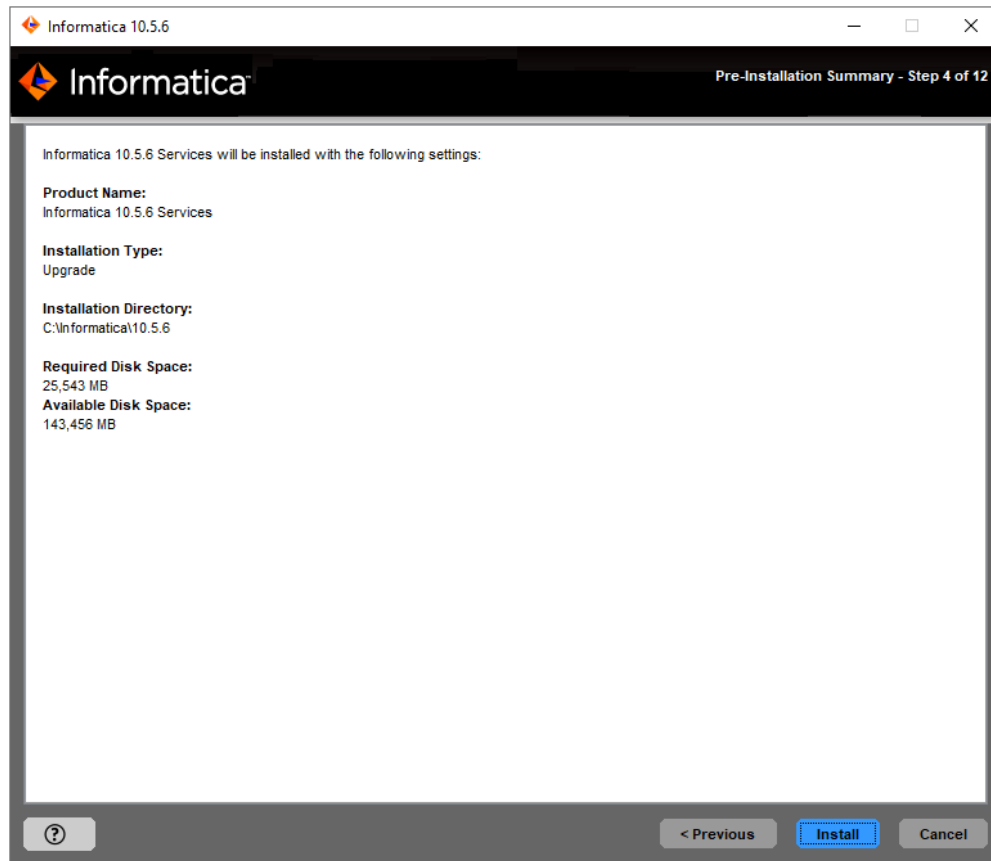 Informatica 10.5.6
Informatica
Pre-Installation Summary - Step 4 of 12
Informatica 10.5.6 Services will be installed with the following settings:
Product Name:
Informatica 10.5.6 Services
Installation Type:
Upgrade
Installation Directory:
C:\Informatica\10.5.6
Required Disk Space:
25,543 MB
Available Disk Space:
143,456 MB
< Previous Install Cancel